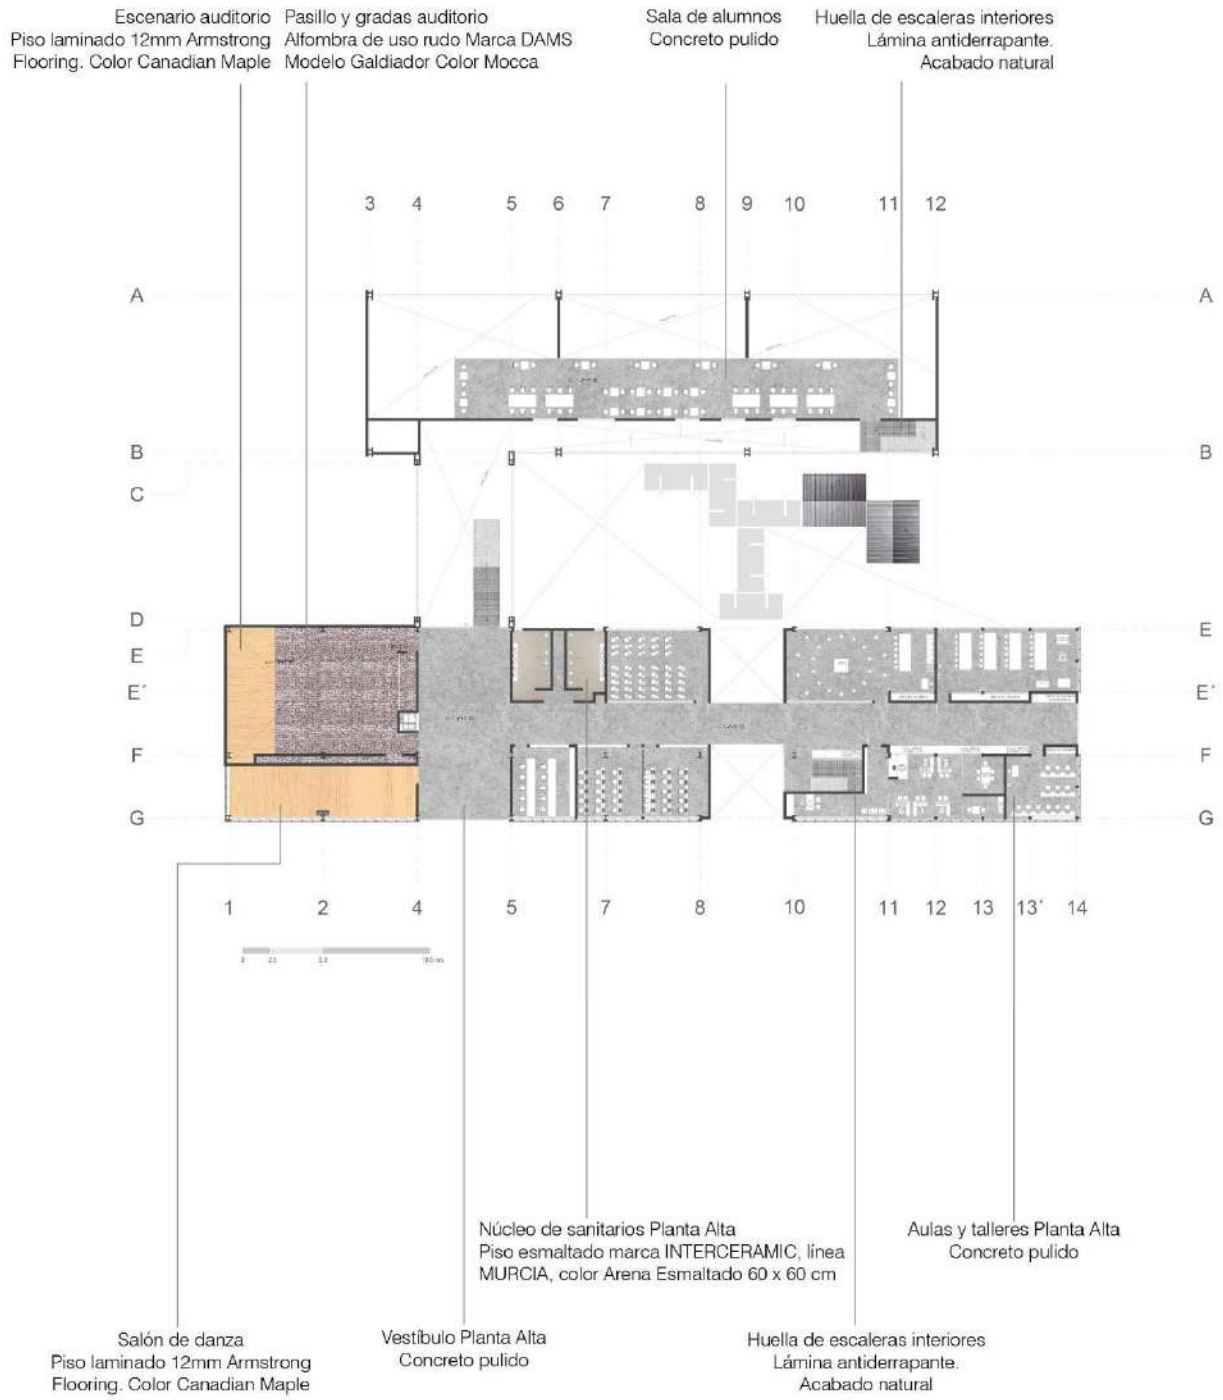 Escenario auditorio
Piso laminado 12mm Armstrong
Flooring. Color Canadian Maple
Pasillo y gradas auditorio
Alfombra de uso rudo Marca DAMS
Modelo Galdiador Color Mocca
Sala de alumnos
Concreto pulido
Huella de escaleras interiores
Lámina antiderrapante.
Acabado natural
3 4 5 6 7 8 9 10 11 12
A A
B B
C
D
E E
E´ E´
F F
G G
1 2 4 5 7 8 10 11 12 13 13´ 14
Núcleo de sanitarios Planta Alta
Piso esmaltado marca INTERCERAMIC, línea
MURCIA, color Arena Esmaltado 60 x 60 cm
Aulas y talleres Planta Alta
Concreto pulido
Salón de danza
Piso laminado 12mm Armstrong
Flooring. Color Canadian Maple
Vestíbulo Planta Alta
Concreto pulido
Huella de escaleras interiores
Lámina antiderrapante.
Acabado natural